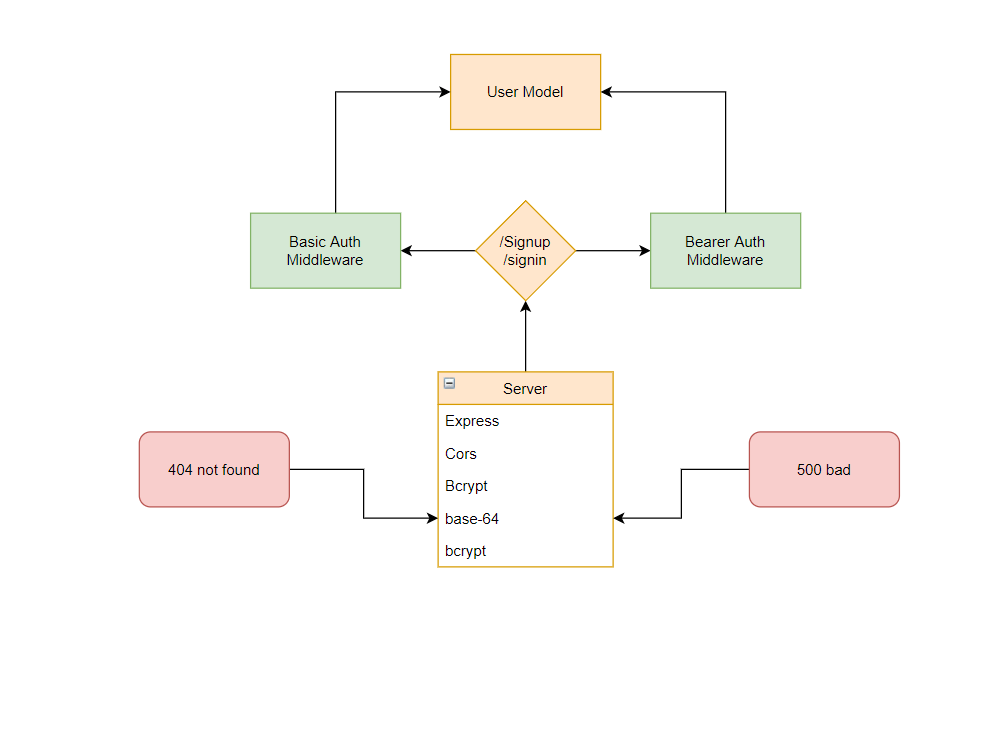 User Model
Basic Auth
Middleware
/Signup
/signin
Bearer Auth
Middleware
Server
Express
Cors
Bcrypt
base-64
bcrypt
404 not found
500 bad